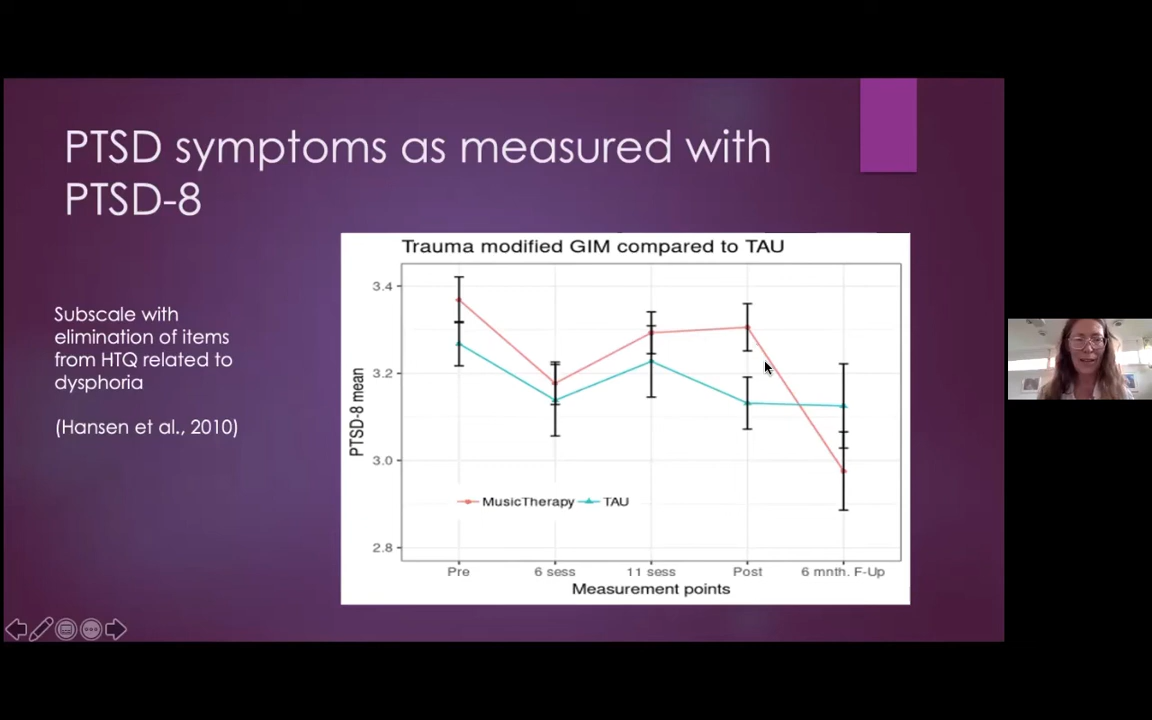 PTSD symptoms as measured with
PTSD-8
Subscale with
elimination of items
from HTQ related to
dysphoria
(Hansen et al., 2010)
Trauma modified GIM compared to TAU
3.4
3.2
3.0
2.8
PTSD-8 mean
MusicTherapy TAU
Pre 6 sess 11 sess Post 6 mnth. F-Up
Measurement points